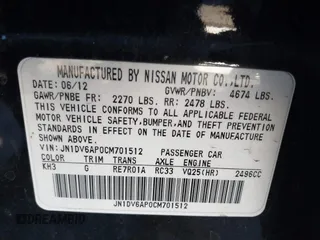 MANUFACTURED BY NISSAN MOTOR CO.,LTD.
DATE: 06/12 GVWR/PNBV: 4674 LBS.
GAWR/PNBE FR: 2270 LBS. RR: 2478 LBS.
THIS VEHICLE CONFORMS TO ALL APPLICABLE
FEDERAL MOTOR VEHICLE SAFETY,BUMPER,AND
THEFT PREVENTION STANDARDS IN EFFECT ON
THE DATE OF MANUFACTURE SHOWN ABOVE.
VIN:JN1DV6AP0CM701512 PASSENGER CAR
COLOR TRIM TRANS AXLE ENGINE
KH3 G RE7R01A RC33 VQ25(HR) 2496CC
JN1DV6AP0CM701512